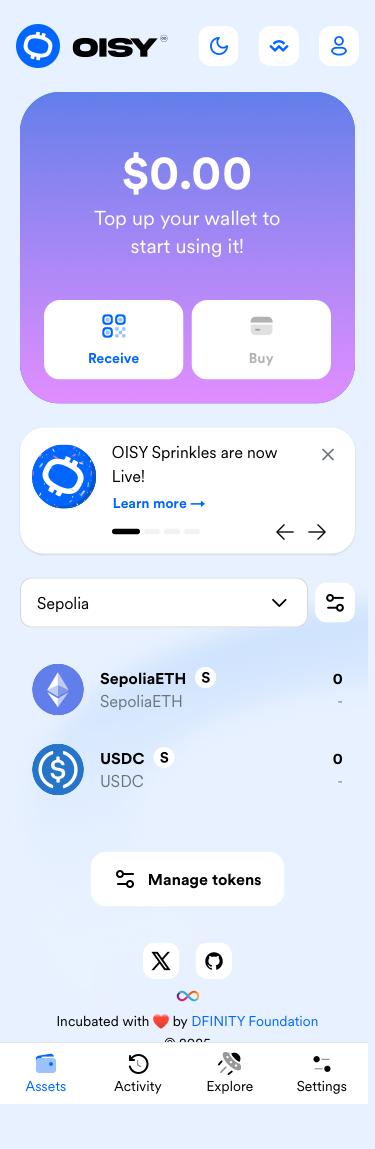 OISY
$0.00
Top up your wallet to
start using it!
Receive
Buy
OISY Sprinkles are now
Live!
Learn more →
Sepolia
SepoliaETH S
0
SepoliaETH
-
USDC S
0
USDC
-
Manage tokens
Incubated with ❤️ by DFINITY Foundation
© 2025
Assets
Activity
Explore
Settings